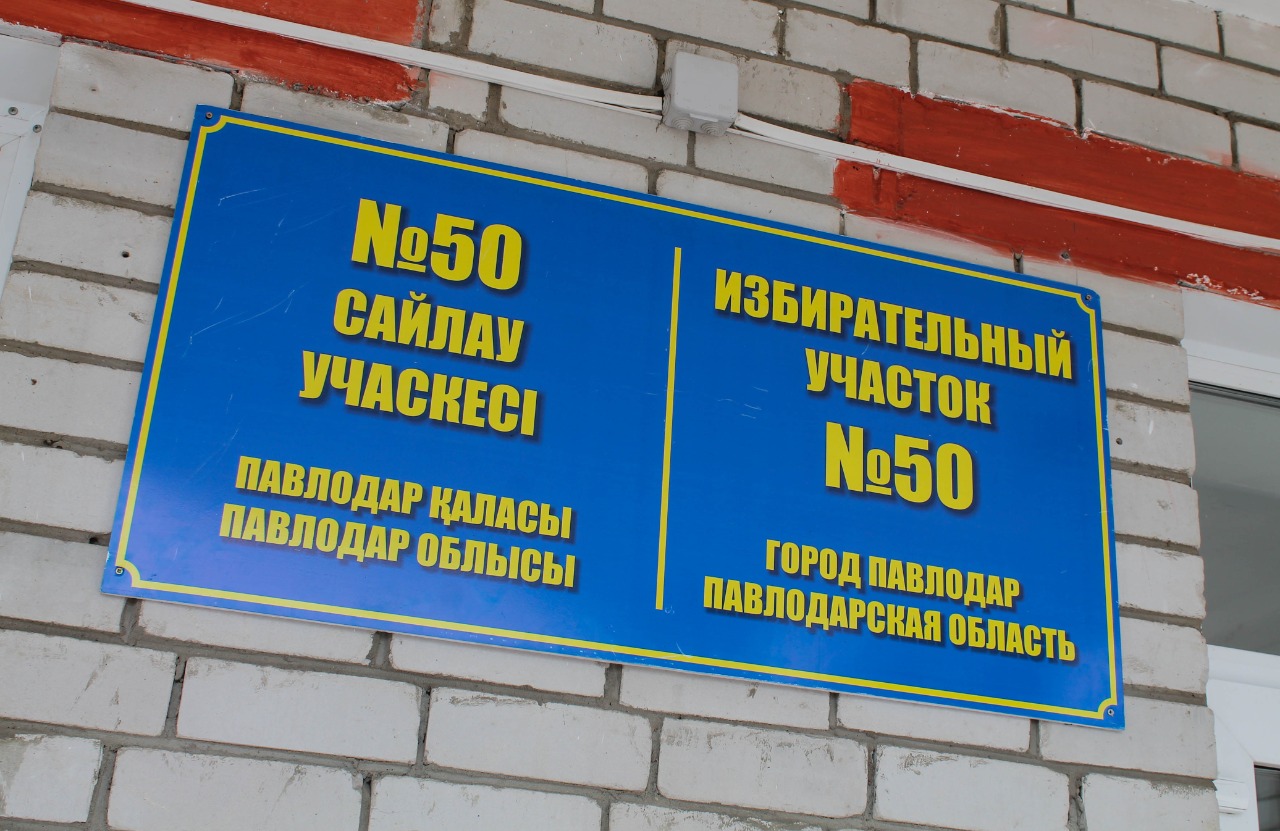 №50
САЙЛАУ
УЧАСКЕСІ
ПАВЛОДАР ҚАЛАСЫ
ПАВЛОДАР ОБЛЫСЫ
ИЗБИРАТЕЛЬНЫЙ
УЧАСТОК
№50
ГОРОД ПАВЛОДАР
ПАВЛОДАРСКАЯ ОБЛАСТЬ